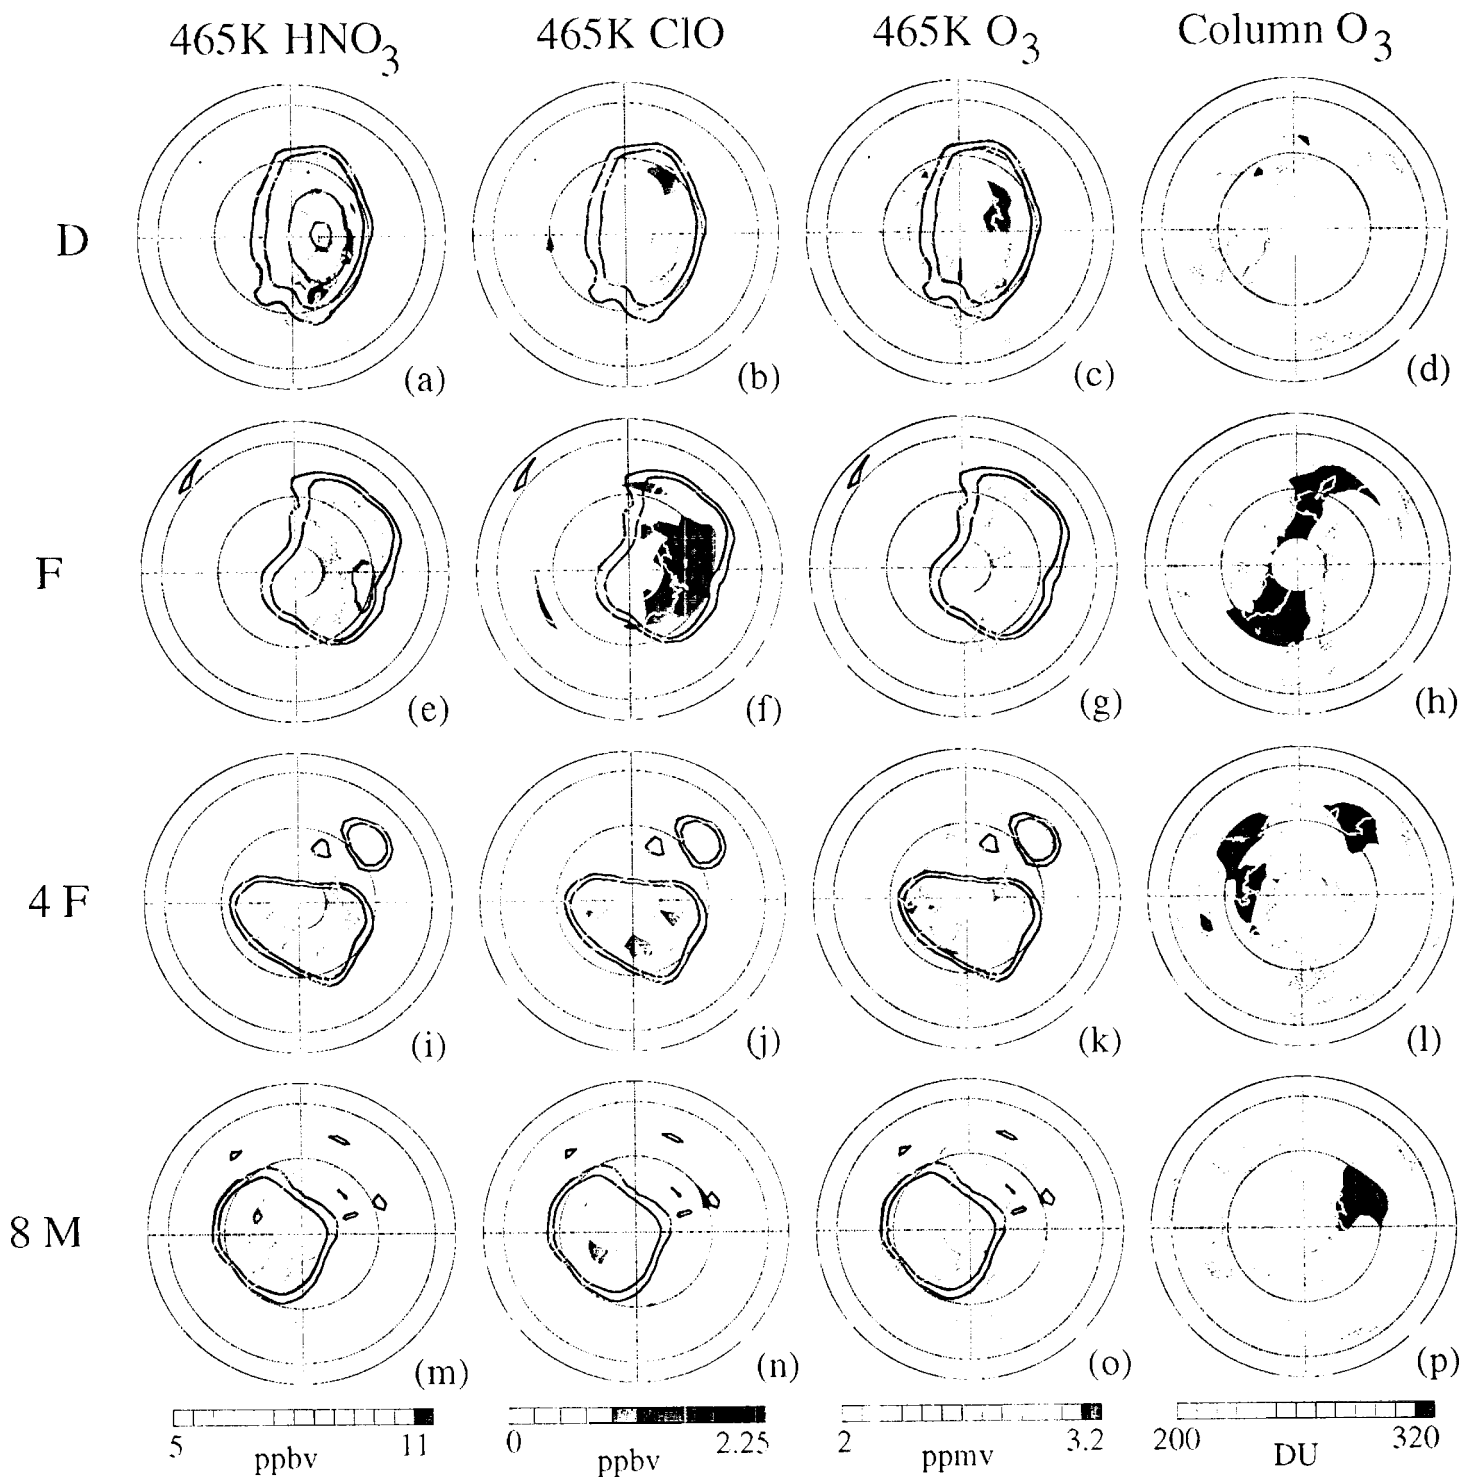 465K HNO3 465K ClO 465K O3 Column O3
D
(a) (b) (c) (d)
F
(e) (f) (g) (h)
4 F
(i) (j) (k) (l)
8 M
(m) (n) (o) (p)
5 11 0 2.25 2 3.2 200 320
ppbv ppbv ppmv DU